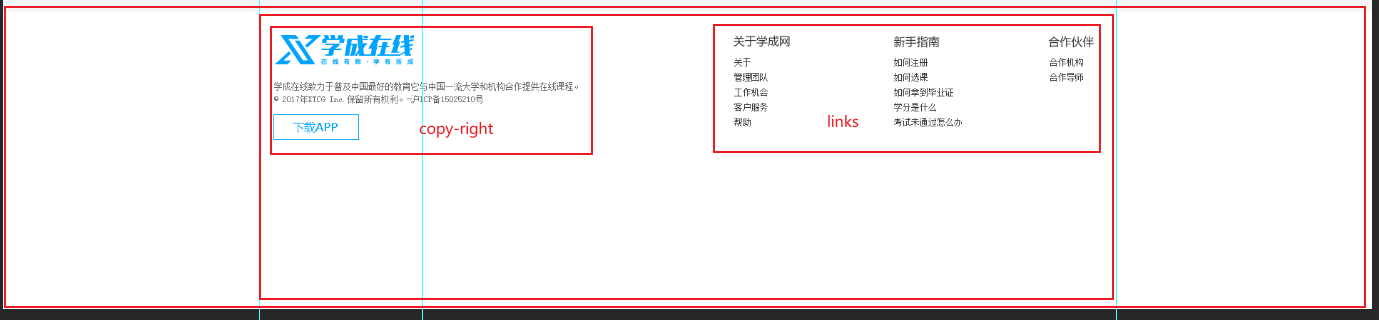 学成在线
在线有我·学有所成
学成在线致力于普及中国最好的教育它与中国一流大学和机构合作提供在线课程。
© 2017年XTCG Inc.保留所有权利。-沪ICP备15025210号
下载APP
copy-right
关于学成网
关于
管理团队
工作机会
客户服务
帮助
links
新手指南
如何注册
如何选课
如何拿到毕业证
学分是什么
考试未通过怎么办
合作伙伴
合作机构
合作导师